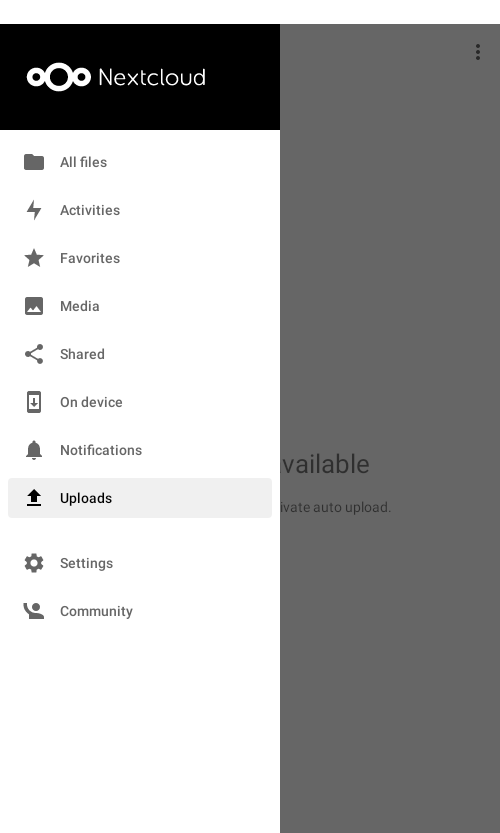 Nextcloud
All files
Activities
Favorites
Media
Shared
On device
Notifications
vailable
Uploads
ivate auto upload.
Settings
Community